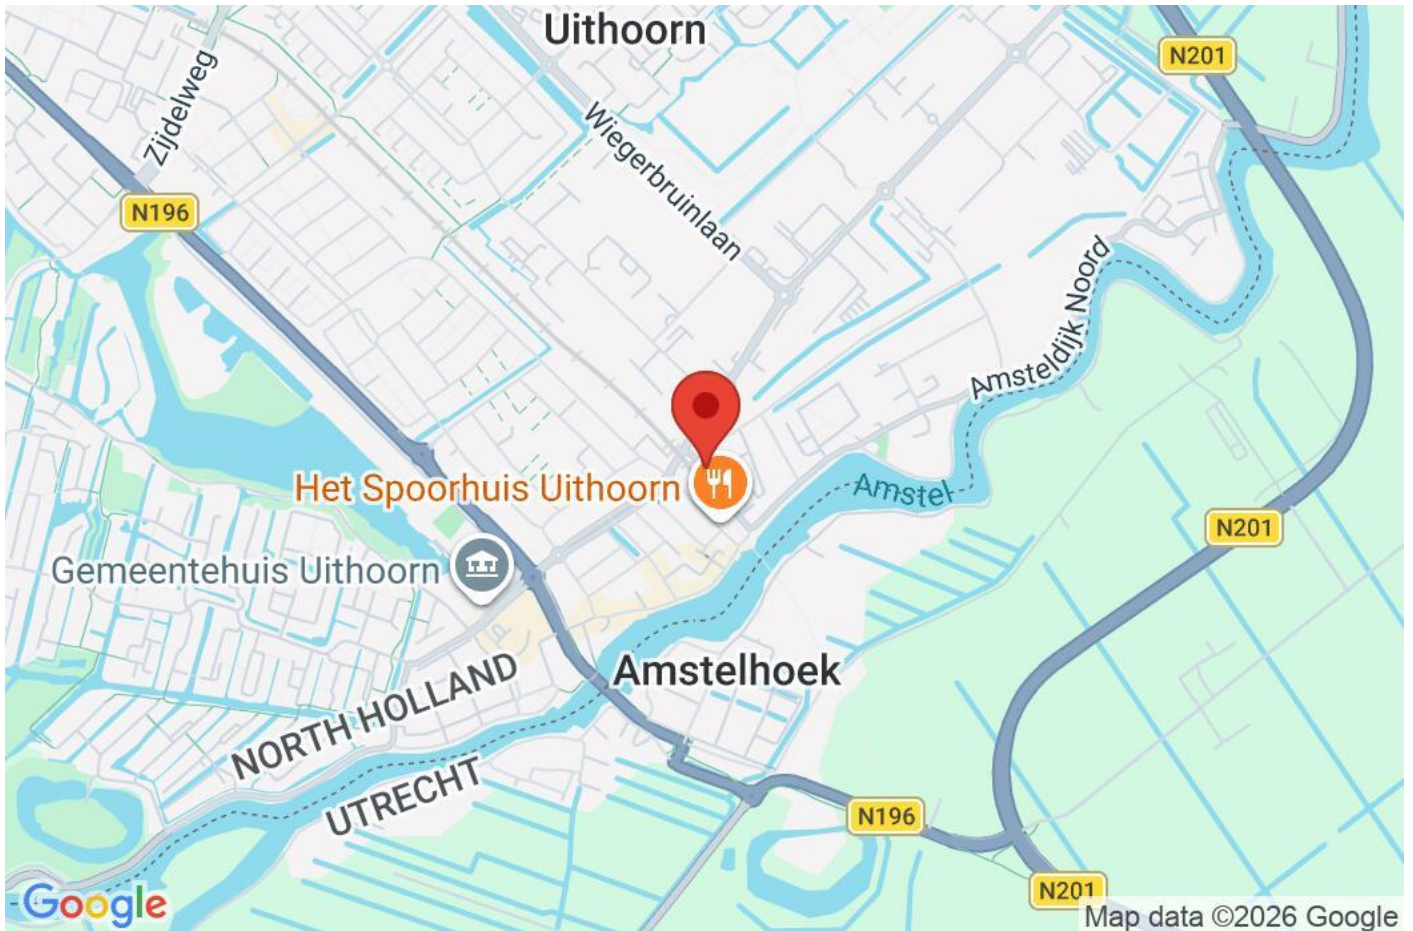 Uithoorn
N201
Zijdelweg
Wiegerbruinlaan
N196
Amsteldijk Noord
Het Spoorhuis Uithoorn
Amstel
N201
Gemeentehuis Uithoorn
Amstelhoek
NORTH HOLLAND
UTRECHT
N196
N201
Google
Map data ©2026 Google